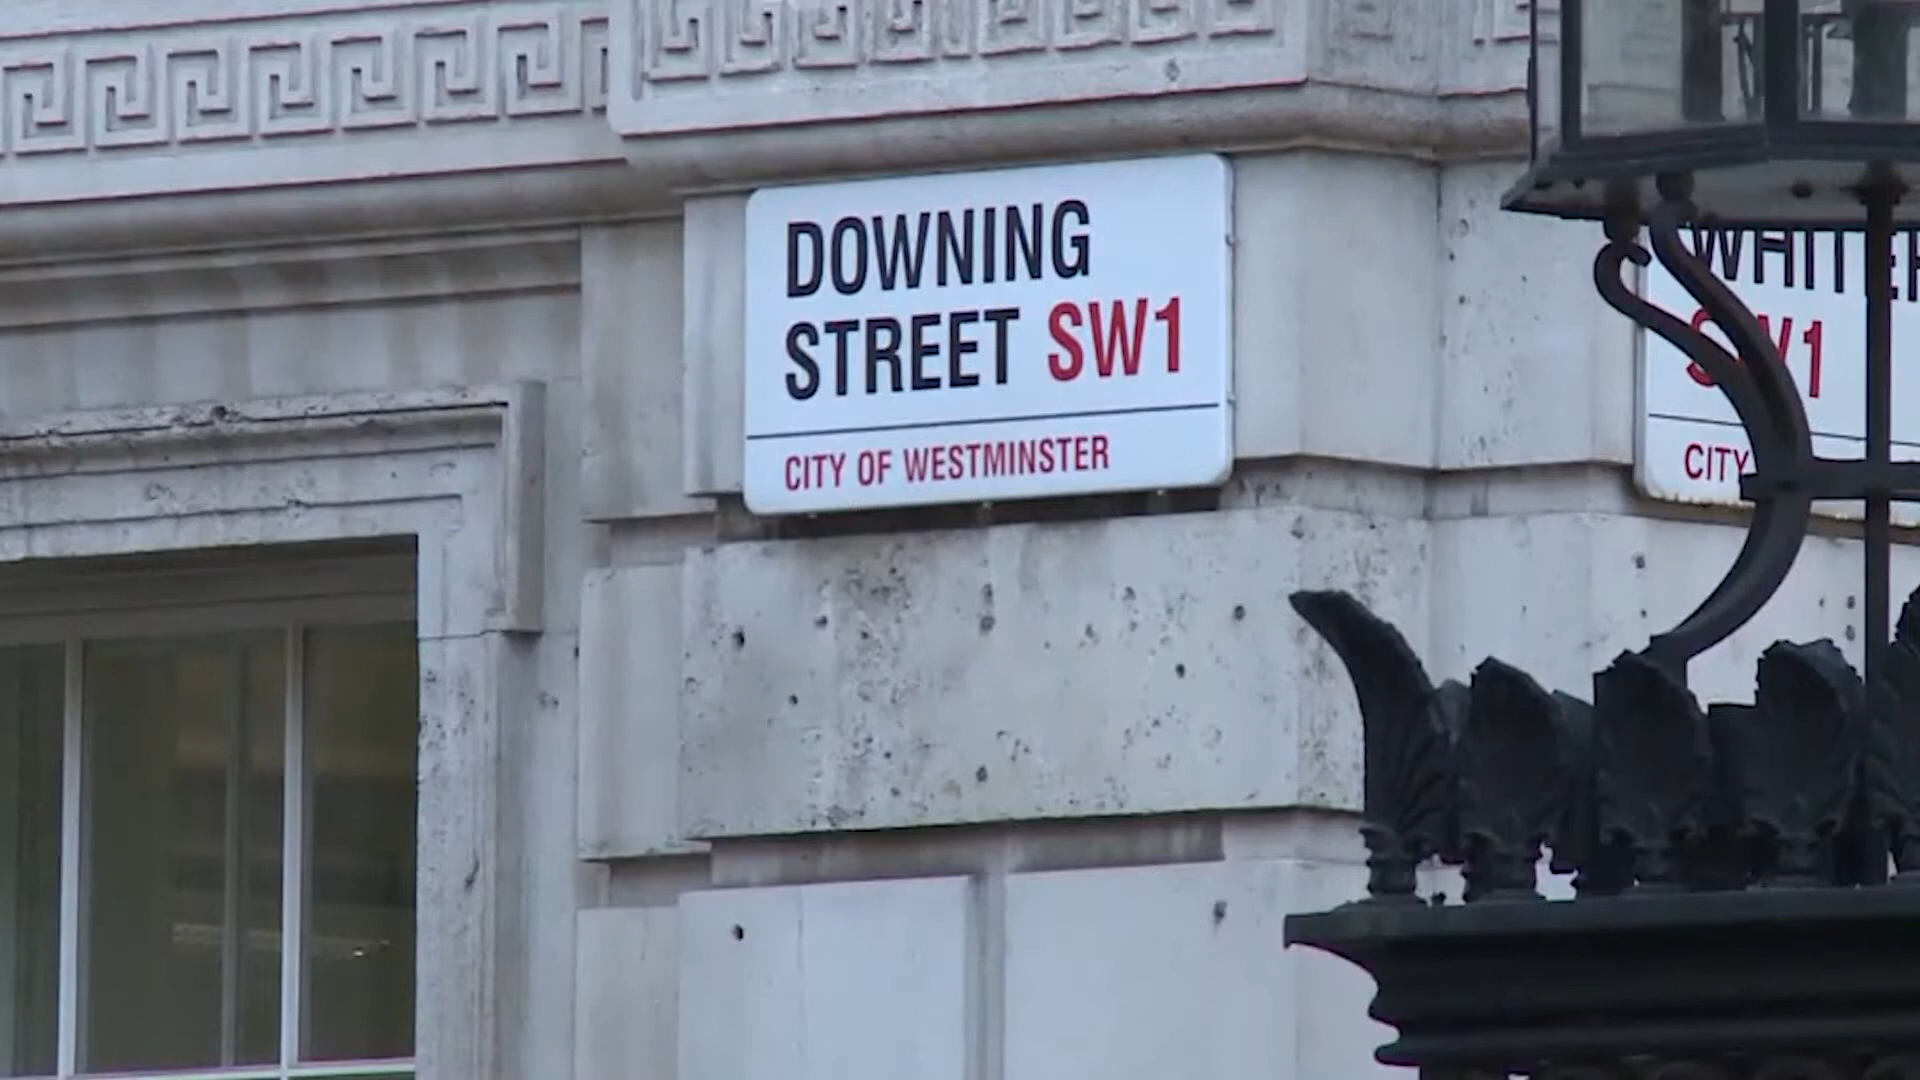 DOWNING
STREET SW1
CITY OF WESTMINSTER
SW1
CITY